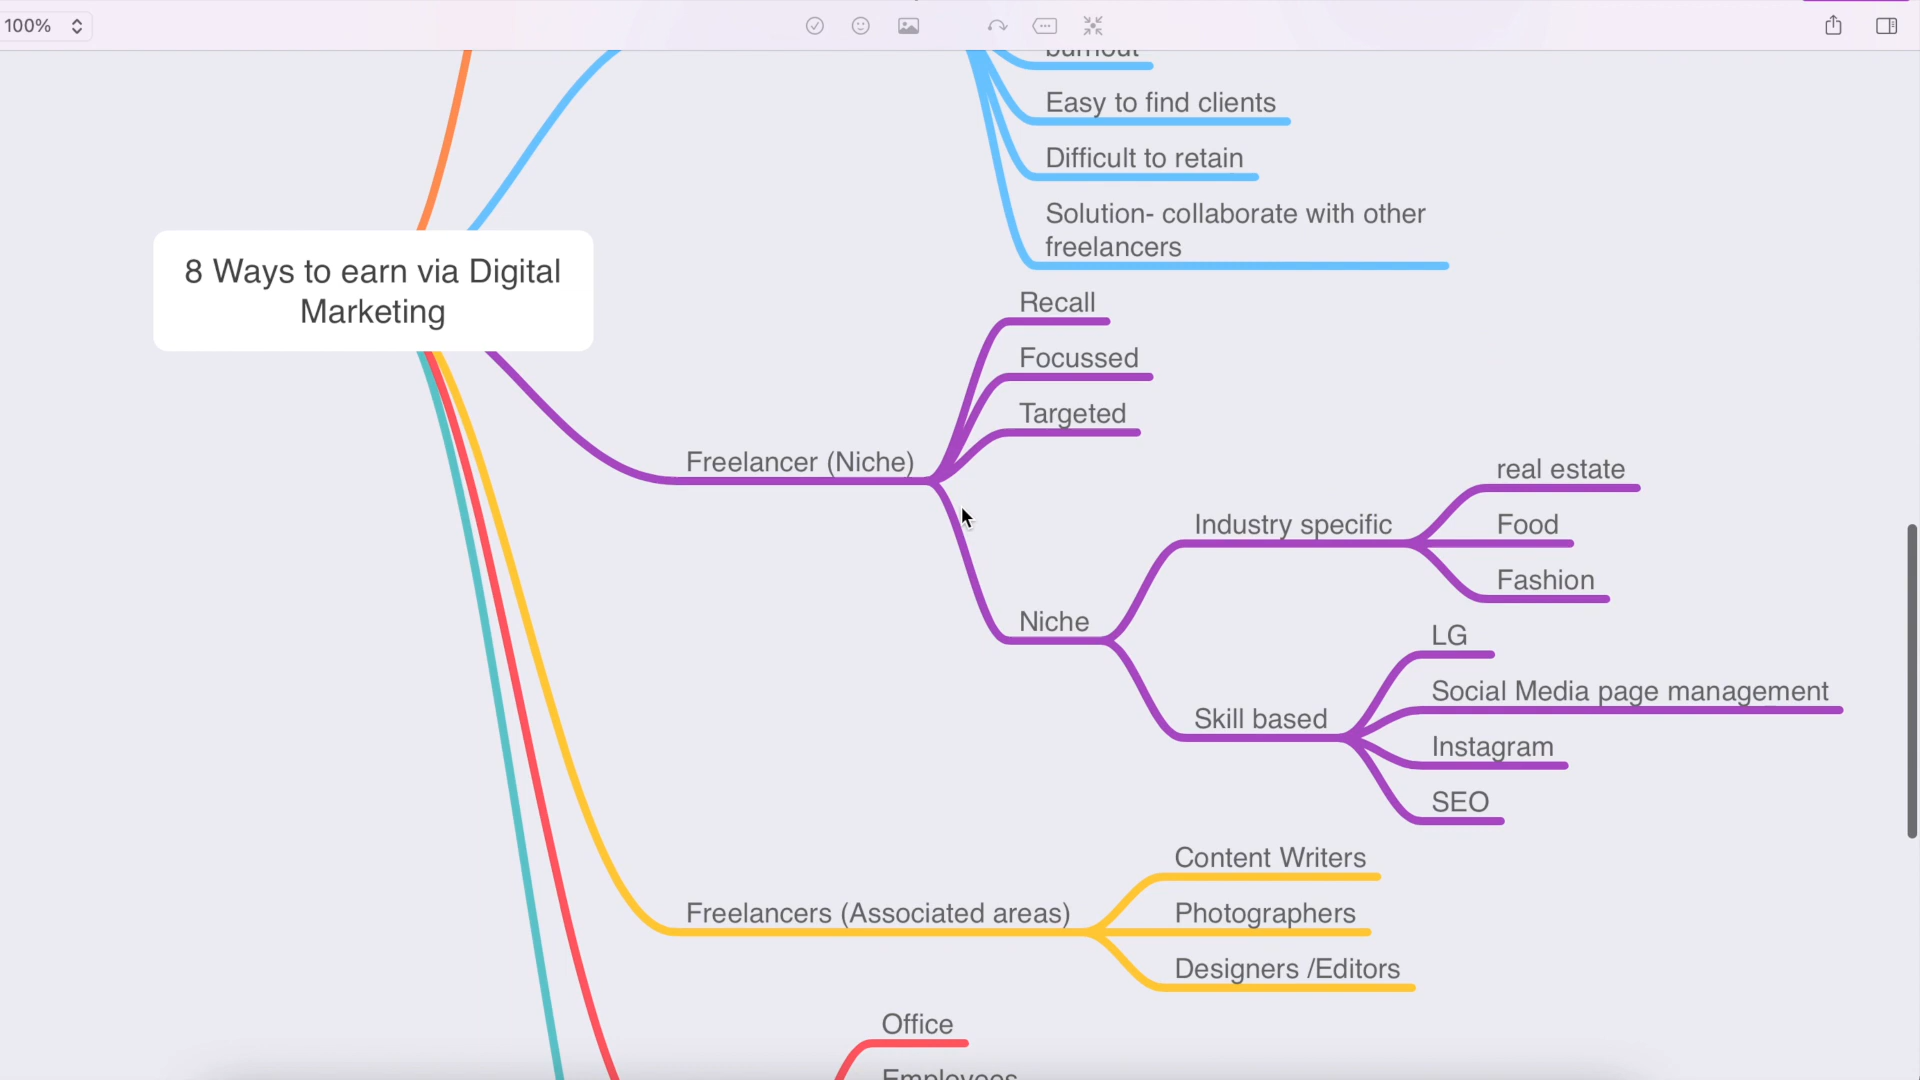 100%
burnout
Easy to find clients
Difficult to retain
Solution- collaborate with other
freelancers
8 Ways to earn via Digital
Marketing
Recall
Focussed
Targeted
Freelancer (Niche)
real estate
Industry specific
Food
Fashion
Niche
LG
Social Media page management
Skill based
Instagram
SEO
Content Writers
Freelancers (Associated areas)
Photographers
Designers /Editors
Office
Employees